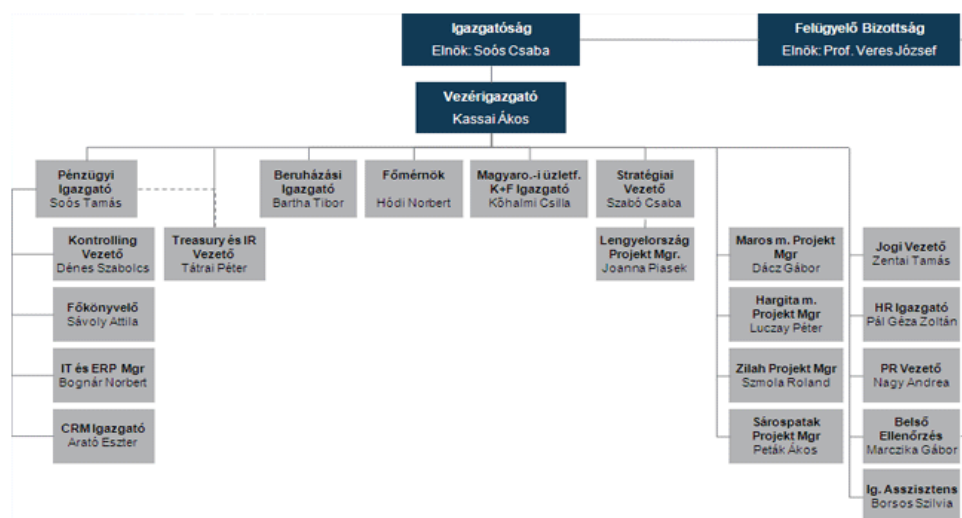 Igazgatóság
Elnök: Soós Csaba
Felügyelő Bizottság
Elnök: Prof. Veres József
Vezérigazgató
Kassai Ákos
Pénzügyi
Igazgató
Soós Tamás
Beruházási
Igazgató
Bartha Tibor
Főmérnök
Hódi Norbert
Magyaro.-i üzletf.
K+F Igazgató
Kőhalmi Csilla
Stratégiai
Vezető
Szabó Csaba
Kontrolling
Vezető
Dénes Szabolcs
Treasury és IR
Vezető
Tátrai Péter
Lengyelország
Projekt Mgr.
Joanna Piasek
Maros m. Projekt
Mgr
Dácz Gábor
Jogi Vezető
Zentai Tamás
Főkönyvelő
Sávoly Attila
Hargita m.
Projekt Mgr
Luczay Péter
HR Igazgató
Pál Géza Zoltán
IT és ERP Mgr
Bognár Norbert
Zilah Projekt Mgr
Szmola Roland
PR Vezető
Nagy Andrea
CRM Igazgató
Arató Eszter
Sárospatak
Projekt Mgr
Peták Ákos
Belső
Ellenőrzés
Marczika Gábor
Ig. Asszisztens
Borsos Szilvia